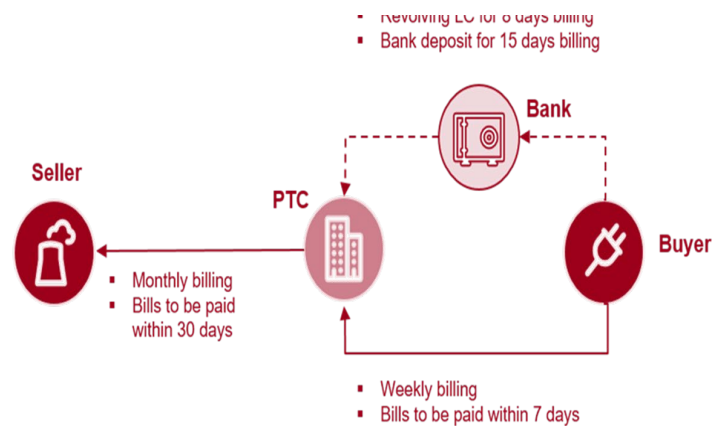 Revolving LC for 8 days billing
Bank deposit for 15 days billing
Bank
Seller
PTC
Buyer
Monthly billing
Bills to be paid
within 30 days
Weekly billing
Bills to be paid within 7 days